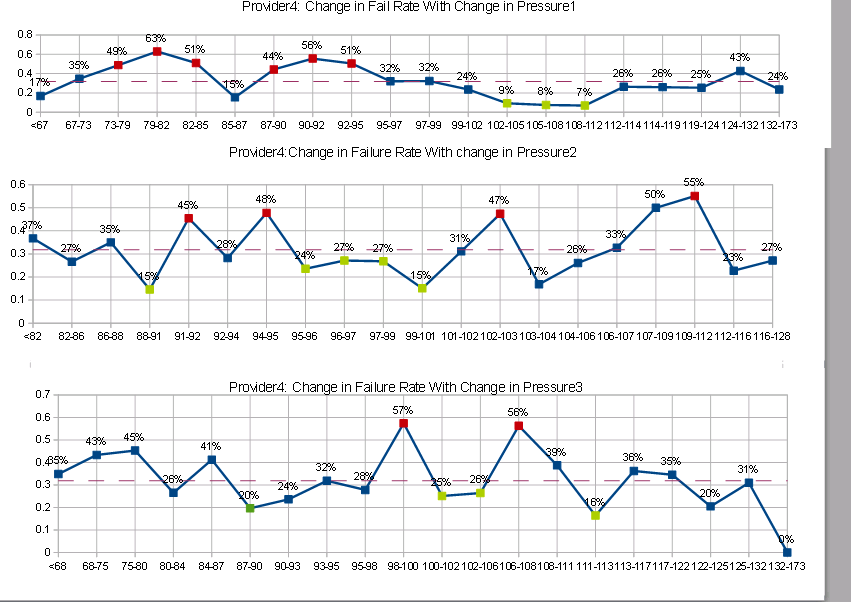 Provider4: Change in Fail Rate With Change in Pressure1
0.8
0.6
0.4
0.2
0
17% 35% 49% 63% 51% 15% 44% 56% 51% 32% 32% 24% 9% 8% 7% 26% 26% 25% 43% 24%
<67 67-73 73-79 79-82 82-85 85-87 87-90 90-92 92-95 95-97 97-99 99-102 102-105 105-108 108-112 112-114 114-119 119-124 124-132 132-173
Provider4:Change in Failure Rate With change in Pressure2
0.6
0.5
0.4
0.3
0.2
0.1
0
37% 27% 35% 15% 45% 28% 48% 24% 27% 27% 15% 31% 47% 17% 26% 33% 50% 55% 23% 27%
<82 82-86 86-88 88-91 91-92 92-94 94-95 95-96 96-97 97-99 99-101 101-102 102-103 103-104 104-106 106-107 107-109 109-112 112-116 116-128
Provider4: Change in Failure Rate With Change in Pressure3
0.7
0.6
0.5
0.4
0.3
0.2
0.1
0
35% 43% 45% 26% 41% 20% 24% 32% 28% 57% 25% 26% 56% 39% 16% 36% 35% 20% 31% 0%
<68 68-75 75-80 80-84 84-87 87-90 90-93 93-95 95-98 98-100 100-102 102-106 106-108 108-111 111-113 113-117 117-122 122-125 125-132 132-173